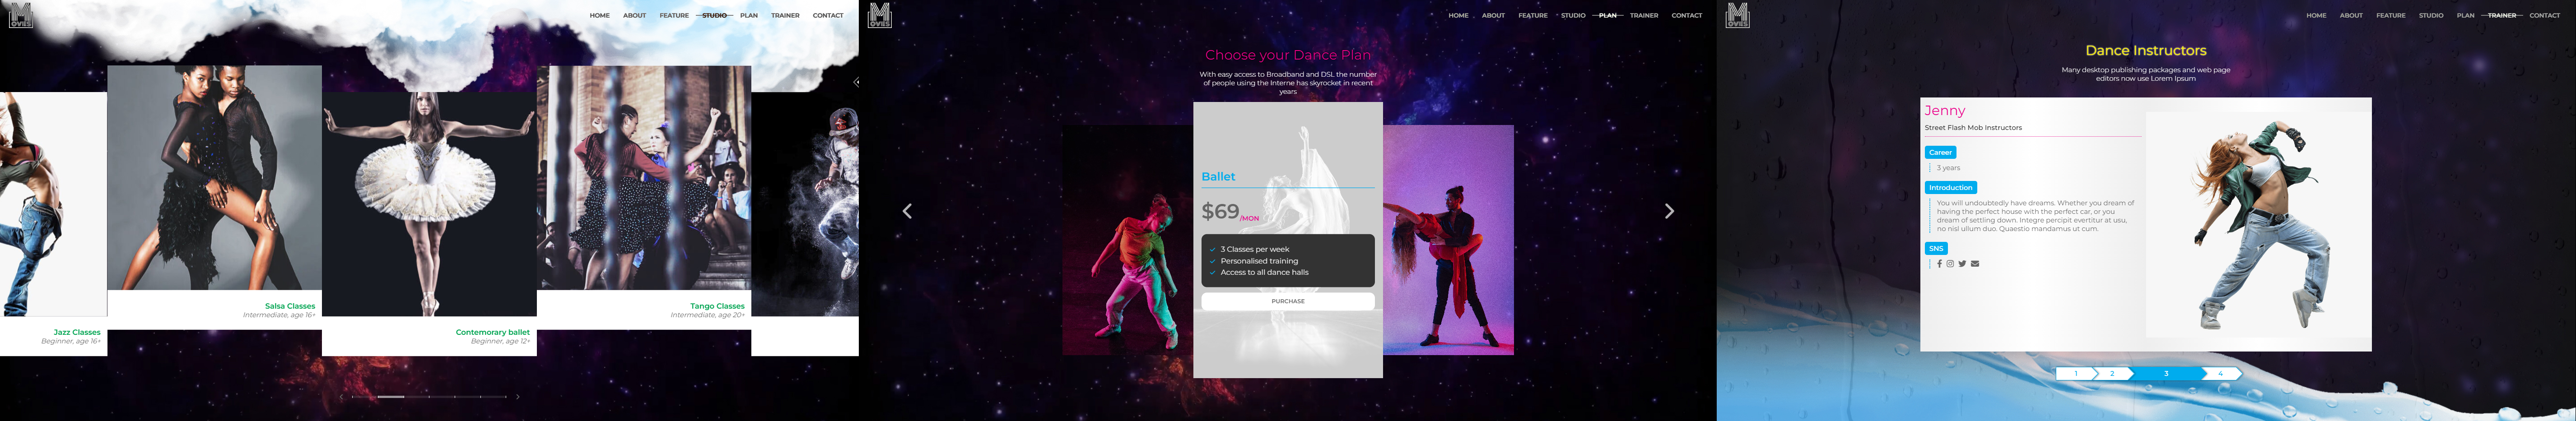 M
OVIES
HOME ABOUT FEATURE STUDIO PLAN TRAINER CONTACT
Salsa Classes
Intermediate, age 16+
Tango Classes
Intermediate, age 20+
Jazz Classes
Beginner, age 16+
Contemorary ballet
Beginner, age 12+
M
OVIES
HOME ABOUT FEATURE STUDIO PLAN TRAINER CONTACT
Choose your Dance Plan
With easy access to Broadband and DSL the number
of people using the Interne has skyrocket in recent
years
Ballet
$69/MON
3 Classes per week
Personalised training
Access to all dance halls
PURCHASE
M
OVIES
HOME ABOUT FEATURE STUDIO PLAN TRAINER CONTACT
Dance Instructors
Many desktop publishing packages and web page
editors now use Lorem Ipsum
Jenny
Street Flash Mob Instructors
Career
3 years
Introduction
You will undoubtedly have dreams. Whether you dream of
having the perfect house with the perfect car, or you
dream of settling down. Integre percipit evertitur at usu,
no nisl ullum duo. Quaestio mandamus ut cum.
SNS
1 2 3 4